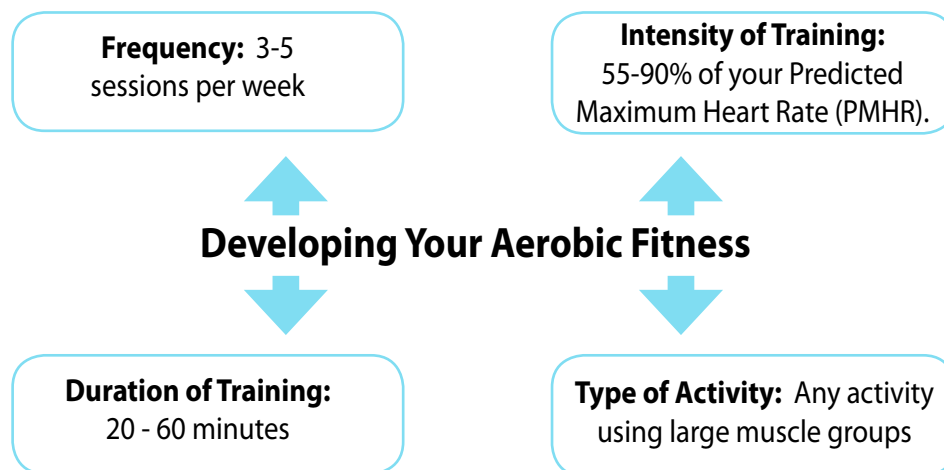 Frequency: 3-5
sessions per week
Intensity of Training:
55-90% of your Predicted
Maximum Heart Rate (PMHR).
Developing Your Aerobic Fitness
Duration of Training:
20 - 60 minutes
Type of Activity: Any activity
using large muscle groups